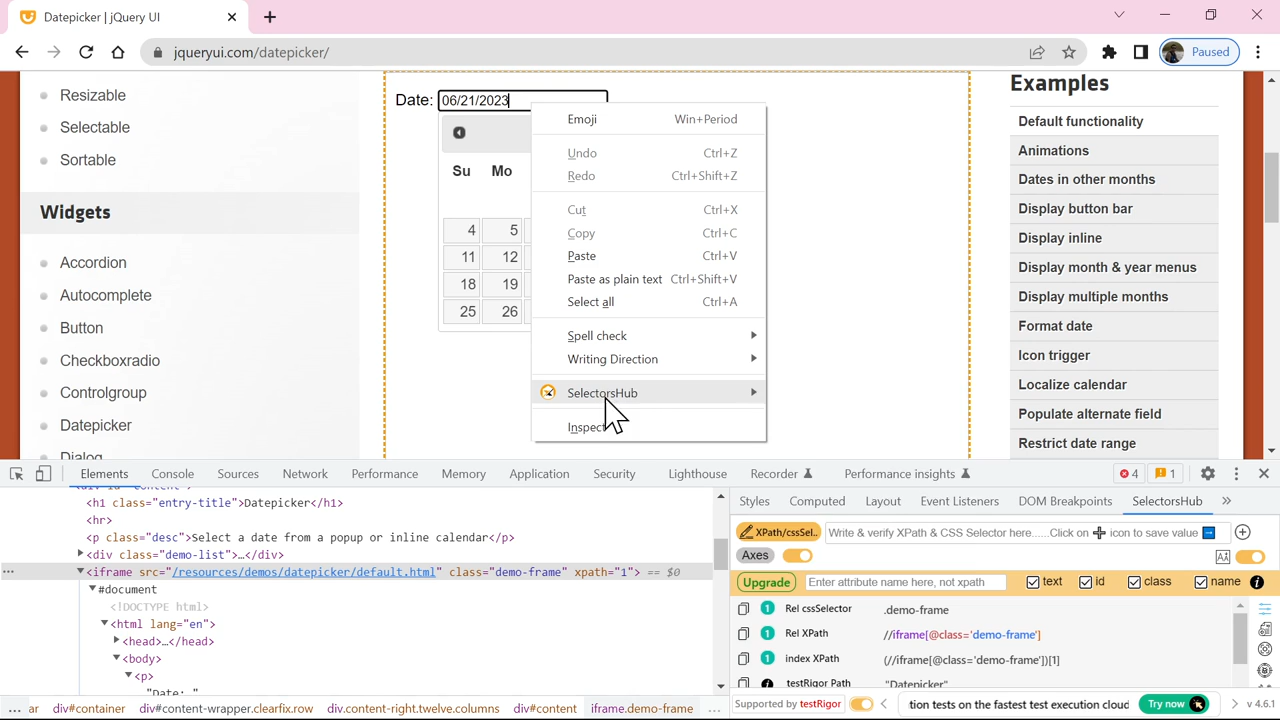 Datepicker | jQuery UI
jqueryui.com/datepicker/
Paused
Resizable
Selectable
Sortable
Widgets
Accordion
Autocomplete
Button
Checkboxradio
Controlgroup
Datepicker
Dialog
Date: 06/21/2023
Su Mo
4 5
11 12
18 19
25 26
Emoji Win+Period
Undo Ctrl+Z
Redo Ctrl+Shift+Z
Cut Ctrl+X
Copy Ctrl+C
Paste Ctrl+V
Paste as plain text Ctrl+Shift+V
Select all Ctrl+A
Spell check
Writing Direction
SelectorsHub
Inspect
Examples
Default functionality
Animations
Dates in other months
Display button bar
Display inline
Display month & year menus
Display multiple months
Format date
Icon trigger
Localize calendar
Populate alternate field
Restrict date range
Elements Console Sources Network Performance Memory Application Security Lighthouse Recorder Performance insights 4 1
<div id="content">
<h1 class="entry-title">Datepicker</h1>
<hr>
<p class="desc">Select a date from a popup or inline calendar</p>
<div class="demo-list">…</div>
… <iframe src="/resources/demos/datepicker/default.html" class="demo-frame" xpath="1"> == $0
#document
<!DOCTYPE html>
<html lang="en">
<head>…</head>
<body>
<p>
"Date: "
… ar div#container div#content-wrapper.clearfix.row div.content-right.twelve.columns div#content iframe.demo-frame …
Styles Computed Layout Event Listeners DOM Breakpoints SelectorsHub »
XPath/cssSel.. Write & verify XPath & CSS Selector here......Click on + icon to save value
Axes
Upgrade Enter attribute name here, not xpath text id class name
1 Rel cssSelector .demo-frame
1 Rel XPath //iframe[@class='demo-frame']
1 index XPath (//iframe[@class='demo-frame'])[1]
testRigor Path "Datepicker"
Supported by testRigor tion tests on the fastest test execution cloud Try now v 4.6.1